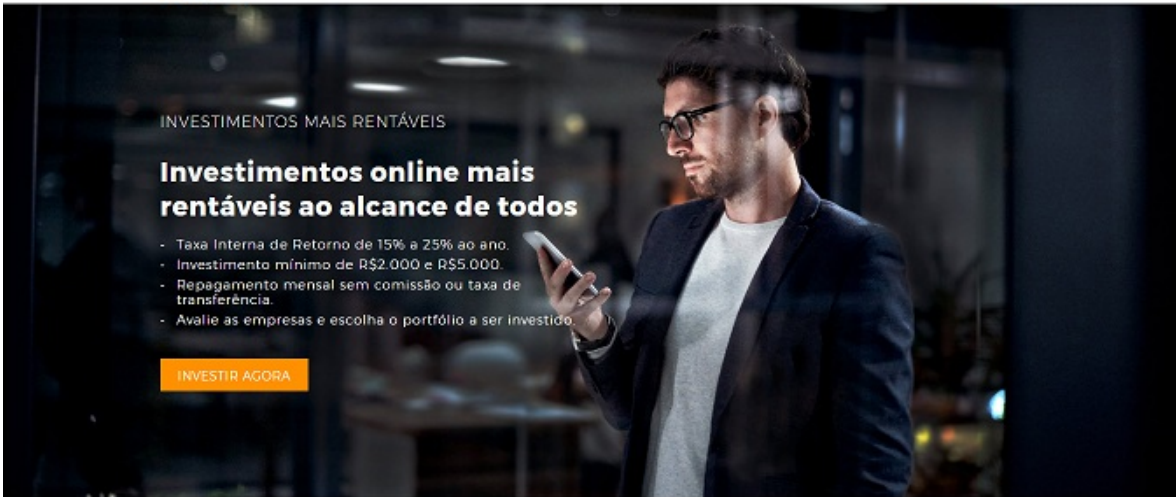 INVESTIMENTOS MAIS RENTÁVEIS
Investimentos online mais
rentáveis ao alcance de todos
- Taxa Interna de Retorno de 15% a 25% ao ano.
- Investimento mínimo de R$2.000 e R$5.000.
- Repagamento mensal sem comissão ou taxa de
transferência.
- Avalie as empresas e escolha o portfólio a ser investido.
INVESTIR AGORA